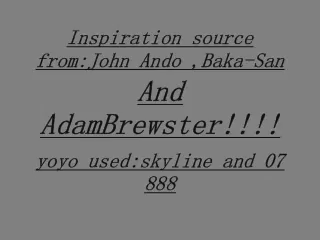 Inspiration source
from:John Ando ,Baka-San
And
AdamBrewster!!!!
yoyo used:skyline and 07
888